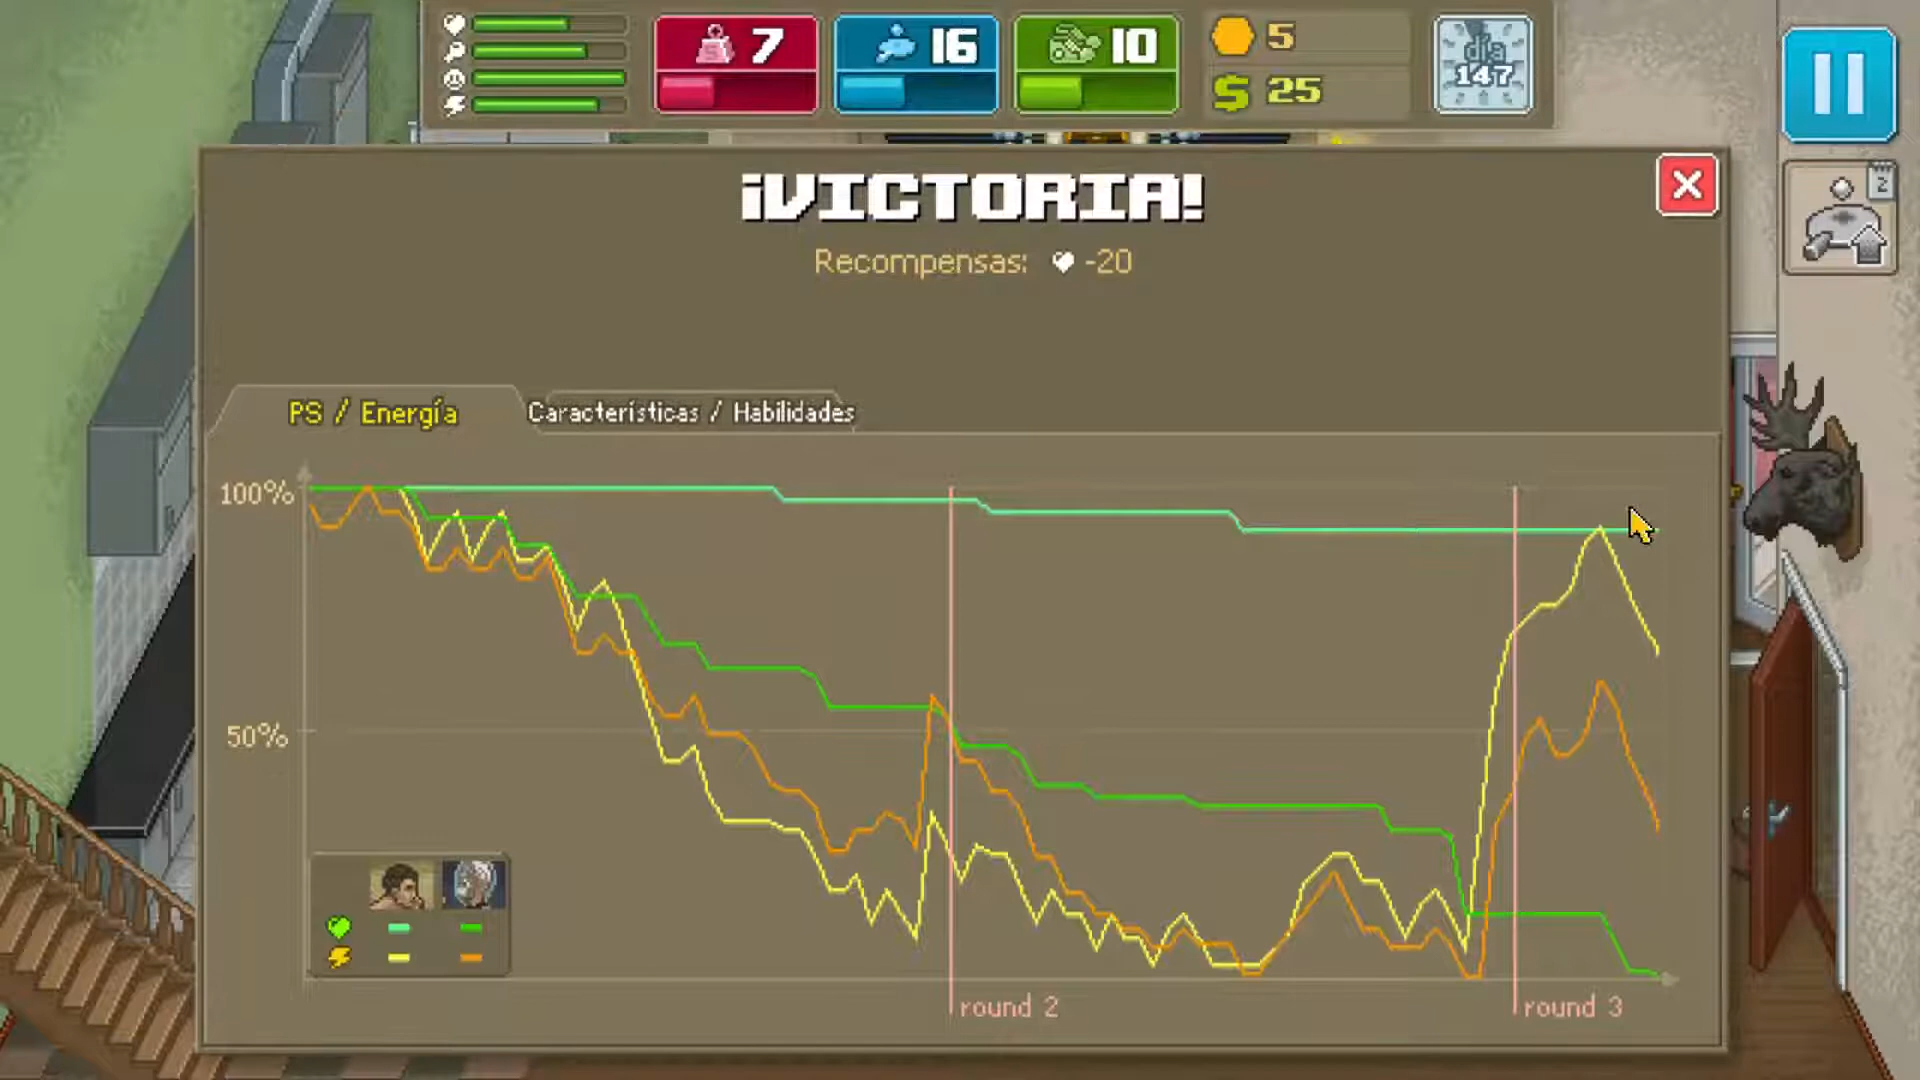 7
16
10
5
25
día
147
2
¡VICTORIA!
Recompensas: -20
PS / Energía
Características / Habilidades
100%
50%
round 2
round 3